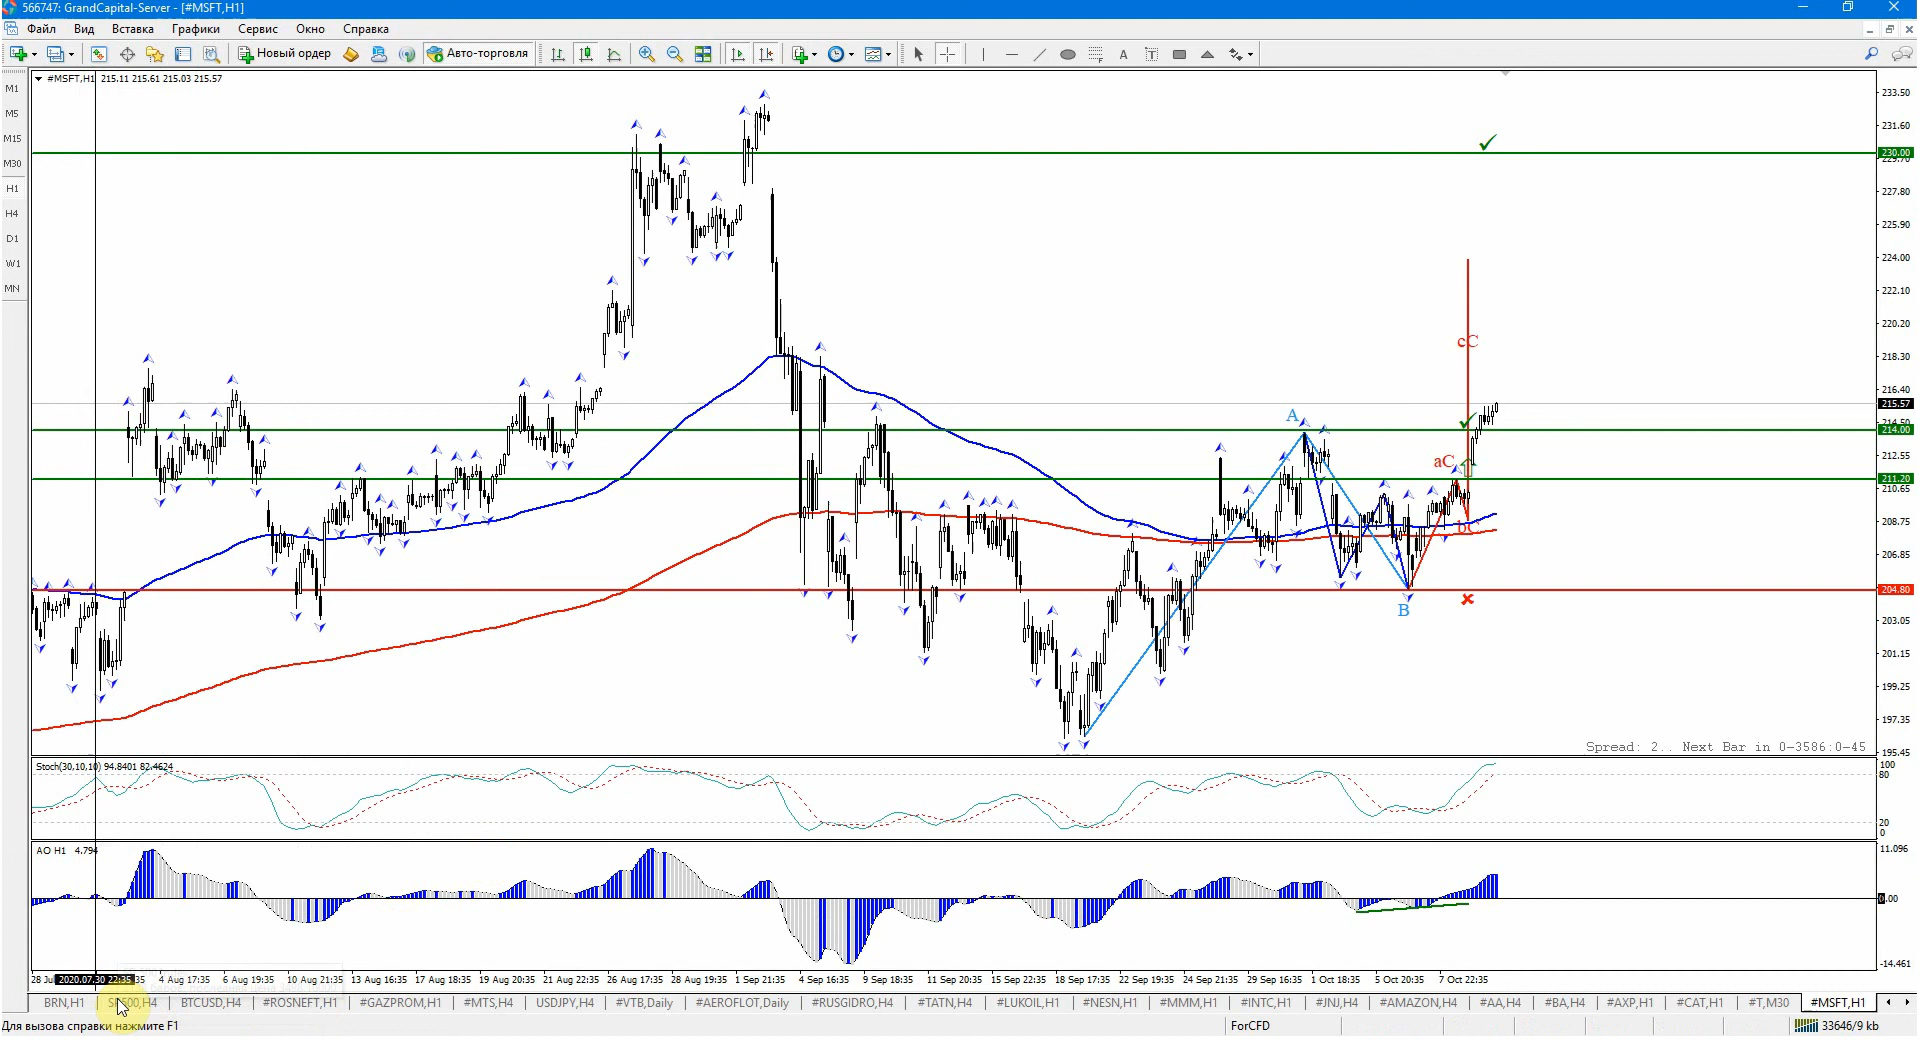 566747: GrandCapital-Server - [#MSFT,H1]
Файл Вид Вставка Графики Сервис Окно Справка
Новый ордер Авто-торговля
M1
M5
M15
M30
H1
H4
D1
W1
MN
#MSFT,H1 215.11 215.61 215.03 215.57
233.50
231.60
230.00
227.80
225.90
224.00
222.10
220.20
218.30
216.40
215.57
214.00
212.55
211.20
210.65
208.75
206.85
204.80
203.05
201.15
199.25
197.35
195.45
cC
A
aC
bC
B
Spread: 2.. Next Bar in 0-3586:0-45
Stoch(30,10,10) 94.8401 82.4624
100
80
20
0
AO H1 4.794
11.096
0.00
-14.461
28 Jul 2020.07.30 22:35 4 Aug 17:35 6 Aug 19:35 10 Aug 21:35 13 Aug 16:35 17 Aug 18:35 19 Aug 20:35 21 Aug 22:35 26 Aug 17:35 28 Aug 19:35 1 Sep 21:35 4 Sep 16:35 9 Sep 18:35 11 Sep 20:35 15 Sep 22:35 18 Sep 17:35 22 Sep 19:35 24 Sep 21:35 29 Sep 16:35 1 Oct 18:35 5 Oct 20:35 7 Oct 22:35
BRN,H1 SP500,H4 BTCUSD,H4 #ROSNEFT,H1 #GAZPROM,H1 #MTS,H4 USDJPY,H4 #VTB,Daily #AEROFLOT,Daily #RUSGIDRO,H4 #TATN,H4 #LUKOIL,H1 #NESN,H1 #MMM,H1 #INTC,H1 #JNJ,H4 #AMAZON,H4 #AA,H4 #BA,H4 #AXP,H1 #CAT,H1 #T,M30 #MSFT,H1
Для вызова справки нажмите F1
ForCFD
33646/9 kb